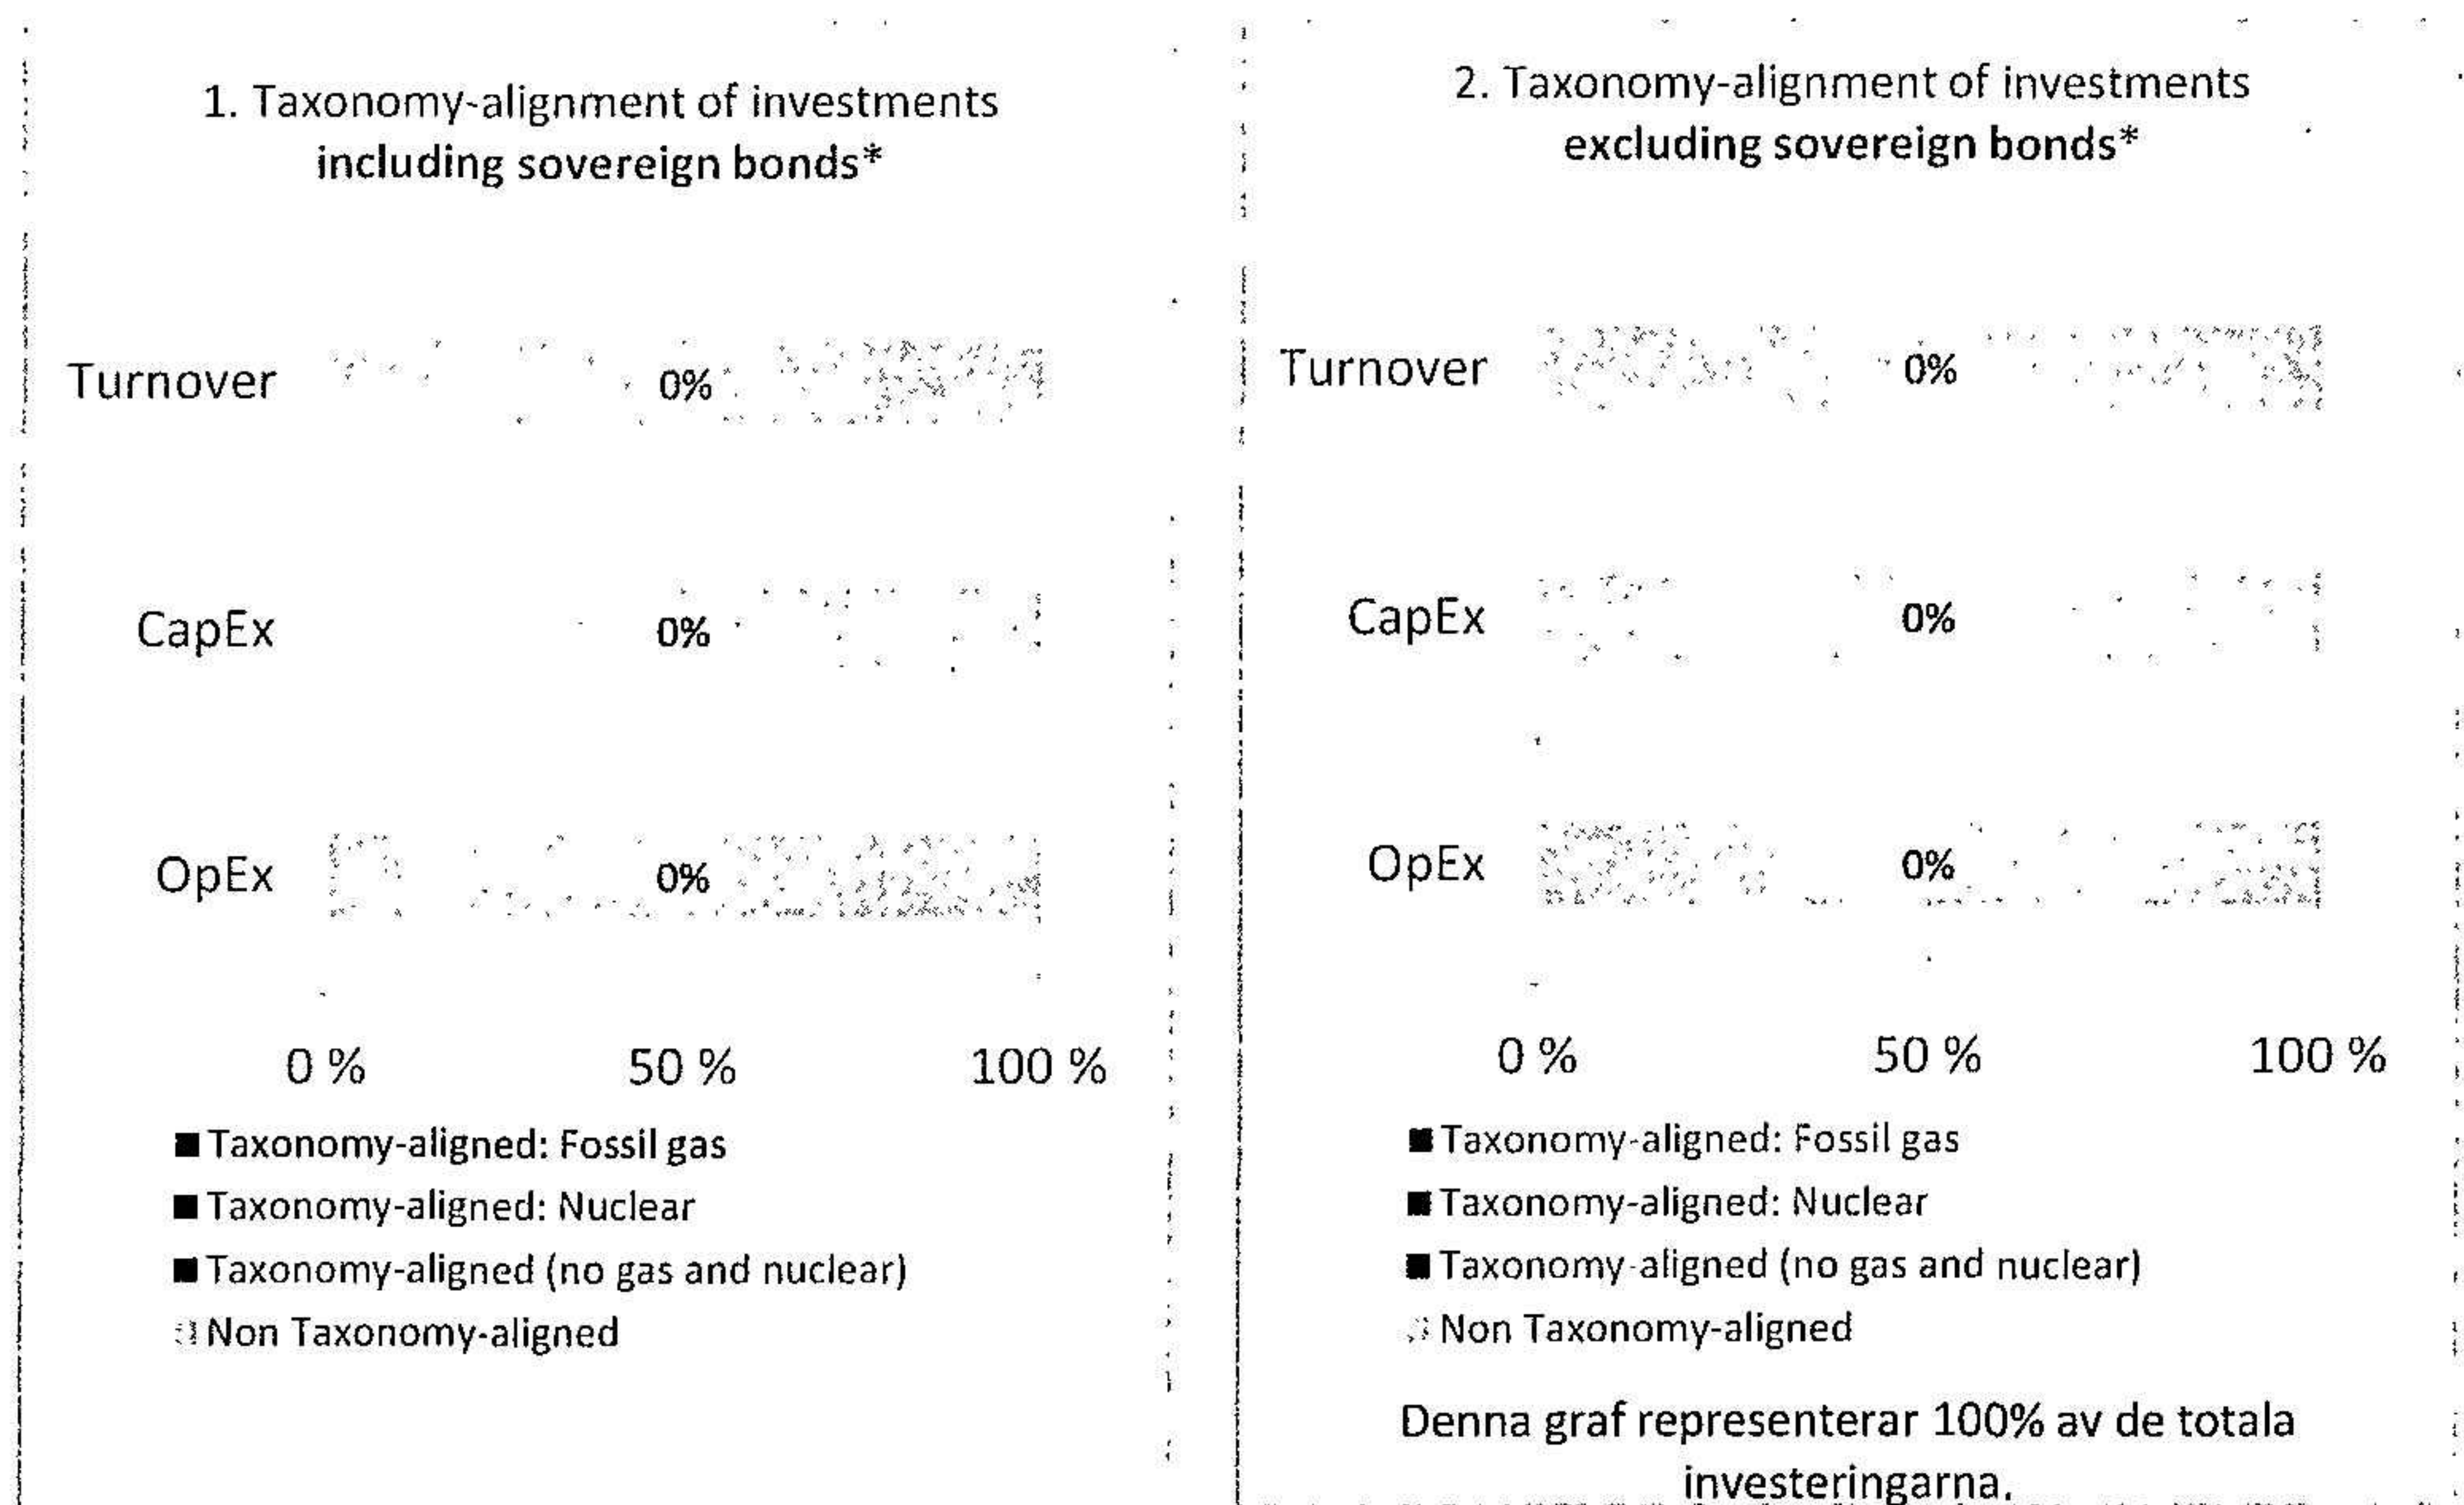 1. Taxonomy-alignment of investments
including sovereign bonds*
Turnover 0%
CapEx 0%
OpEx 0%
0 % 50 % 100 %
Taxonomy-aligned: Fossil gas
Taxonomy-aligned: Nuclear
Taxonomy-aligned (no gas and nuclear)
Non Taxonomy-aligned
2. Taxonomy-alignment of investments
excluding sovereign bonds*
Turnover 0%
CapEx 0%
OpEx 0%
0 % 50 % 100 %
Taxonomy-aligned: Fossil gas
Taxonomy-aligned: Nuclear
Taxonomy-aligned (no gas and nuclear)
Non Taxonomy-aligned
Denna graf representerar 100% av de totala
investeringarna.